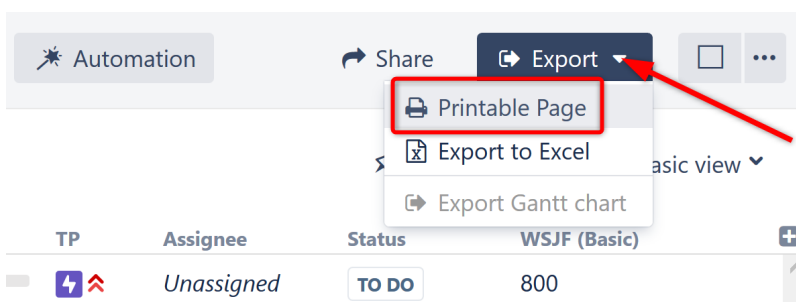 Automation Share Export
Printable Page
Export to Excel
asic view
Export Gantt chart
TP Assignee Status WSJF (Basic)
Unassigned TO DO 800